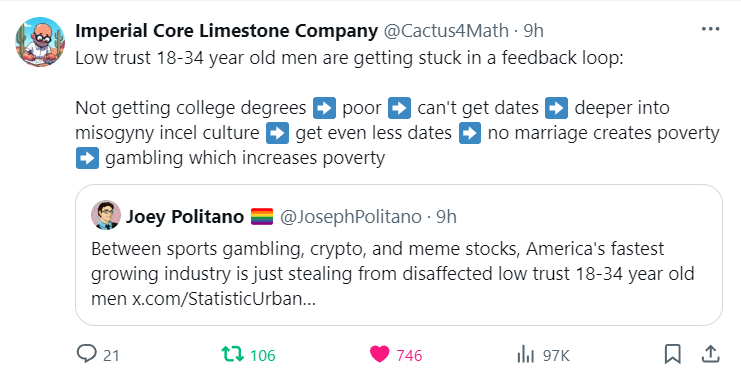 Imperial Core Limestone Company @Cactus4Math · 9h
Low trust 18-34 year old men are getting stuck in a feedback loop:
Not getting college degrees ➡️ poor ➡️ can't get dates ➡️ deeper into
misogyny incel culture ➡️ get even less dates ➡️ no marriage creates poverty
➡️ gambling which increases poverty
Joey Politano 🏳️‍🌈 @JosephPolitano · 9h
Between sports gambling, crypto, and meme stocks, America's fastest
growing industry is just stealing from disaffected low trust 18-34 year old
men x.com/StatisticUrban...
21 106 746 97K